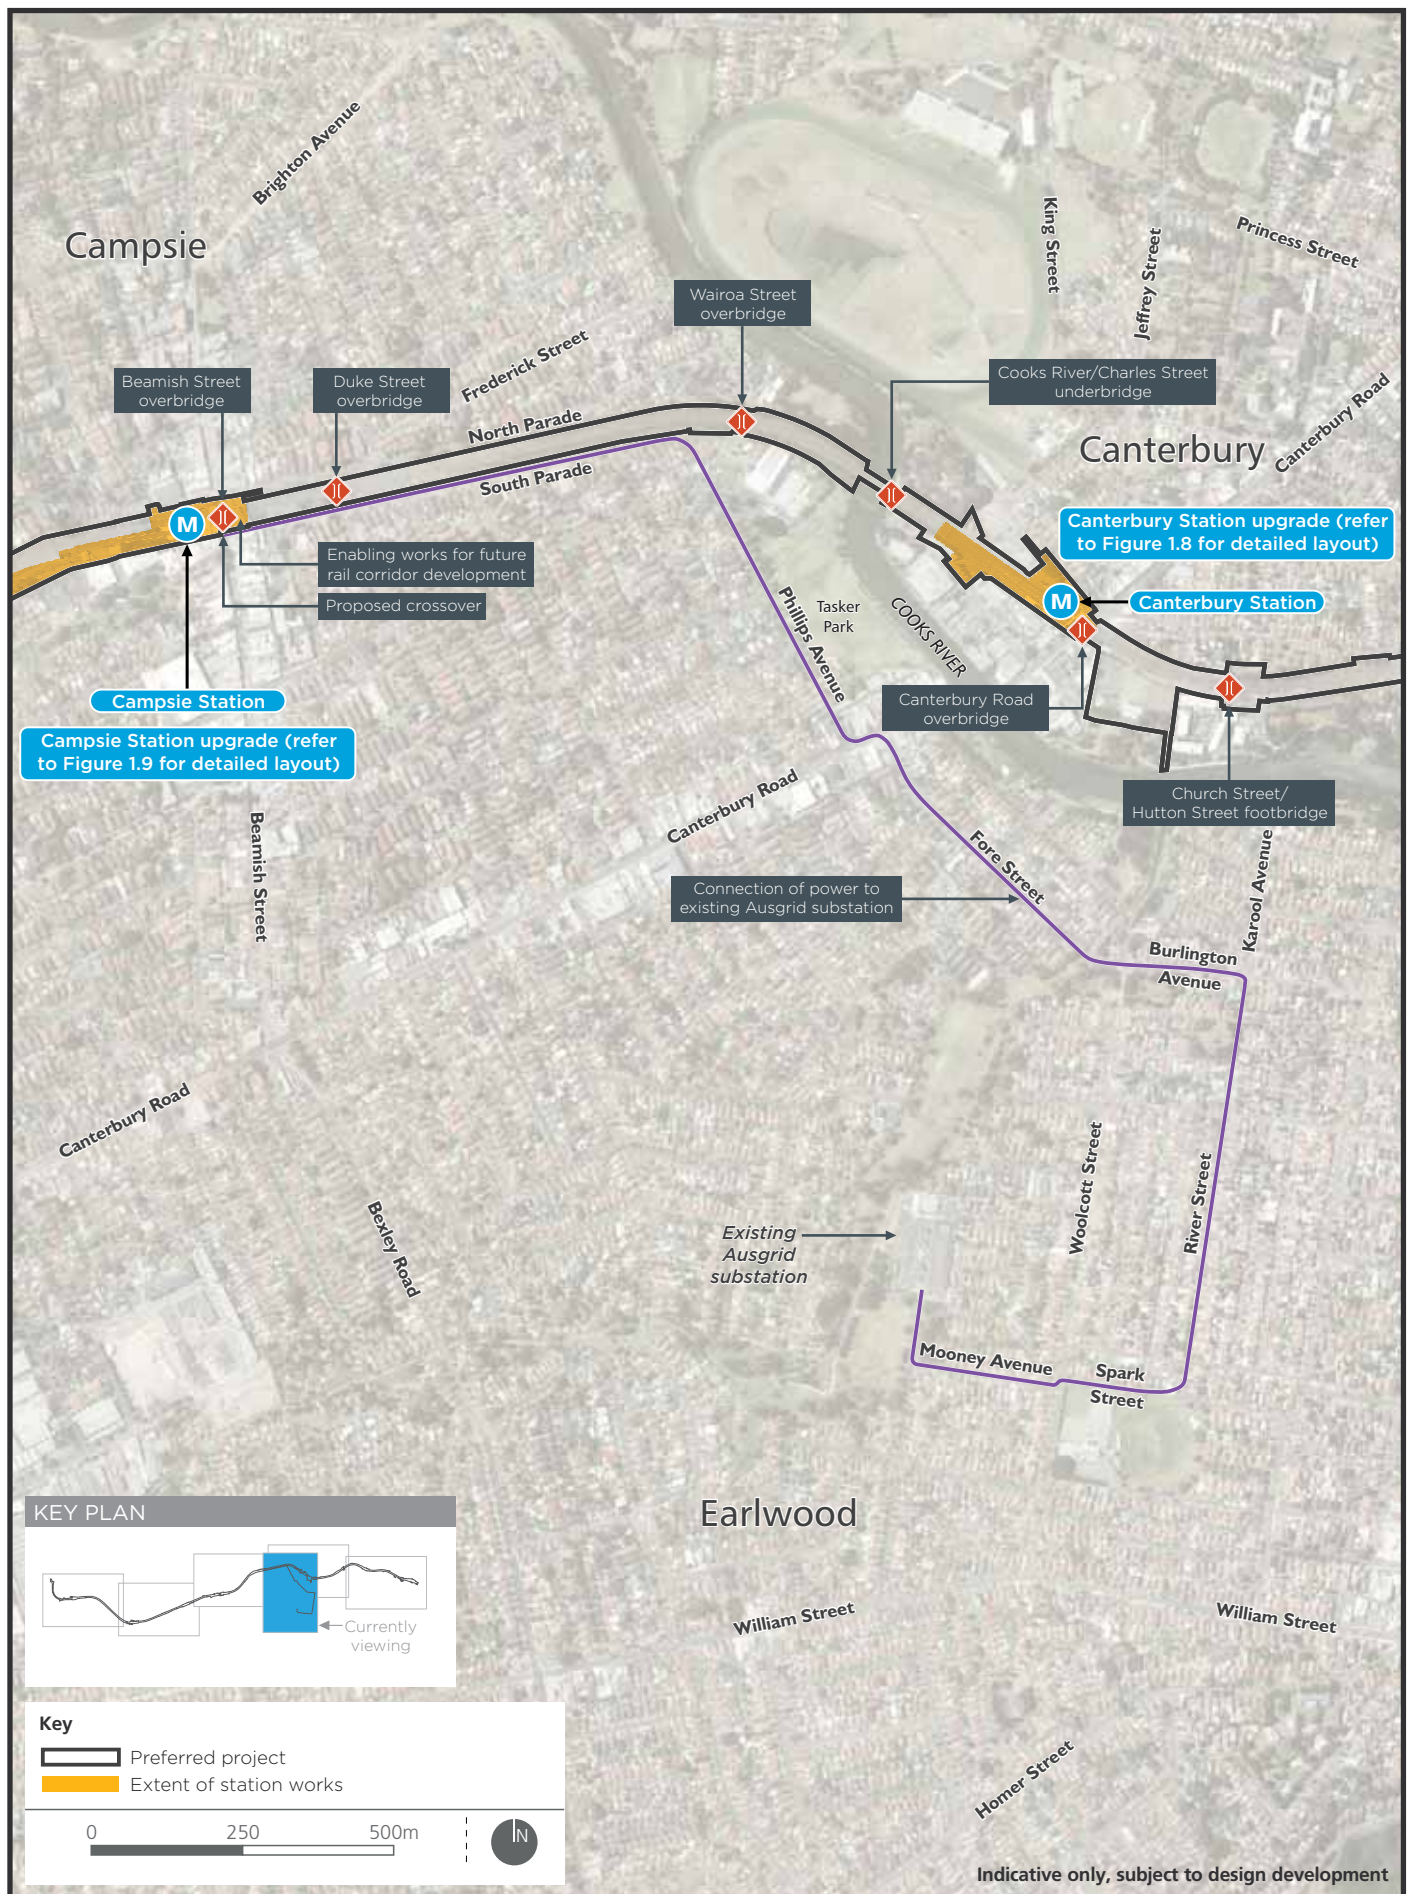 Brighton Avenue
Campsie
King Street
Jeffrey Street
Princess Street
Wairoa Street
overbridge
Frederick Street
Beamish Street
overbridge
Duke Street
overbridge
Cooks River/Charles Street
underbridge
North Parade
South Parade
Canterbury
Canterbury Road
M
Canterbury Station upgrade (refer
to Figure 1.8 for detailed layout)
Enabling works for future
rail corridor development
Proposed crossover
Phillips Avenue
Tasker
Park
COOKS RIVER
M
Canterbury Station
Campsie Station
Campsie Station upgrade (refer
to Figure 1.9 for detailed layout)
Canterbury Road
overbridge
Church Street/
Hutton Street footbridge
Beamish Street
Canterbury Road
Fore Street
Karool Avenue
Connection of power to
existing Ausgrid substation
Burlington
Avenue
Canterbury Road
Bexley Road
Woolcott Street
River Street
Existing
Ausgrid
substation
Mooney Avenue
Spark
Street
Earlwood
KEY PLAN
Currently
viewing
William Street
William Street
Homer Street
Key
Preferred project
Extent of station works
0 250 500m
N
Indicative only, subject to design development